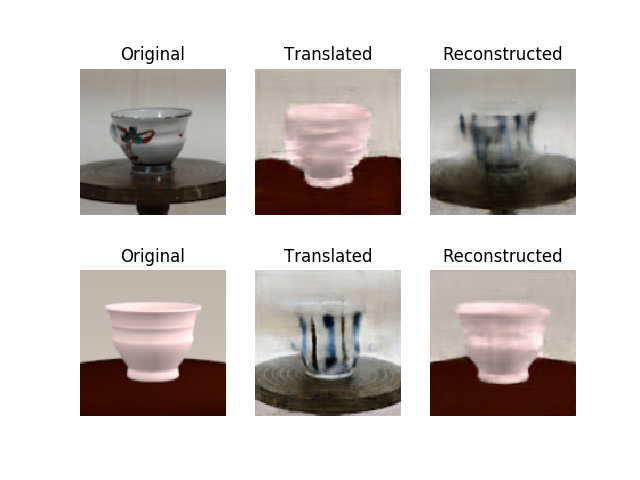 Original
Translated
Reconstructed
Original
Translated
Reconstructed